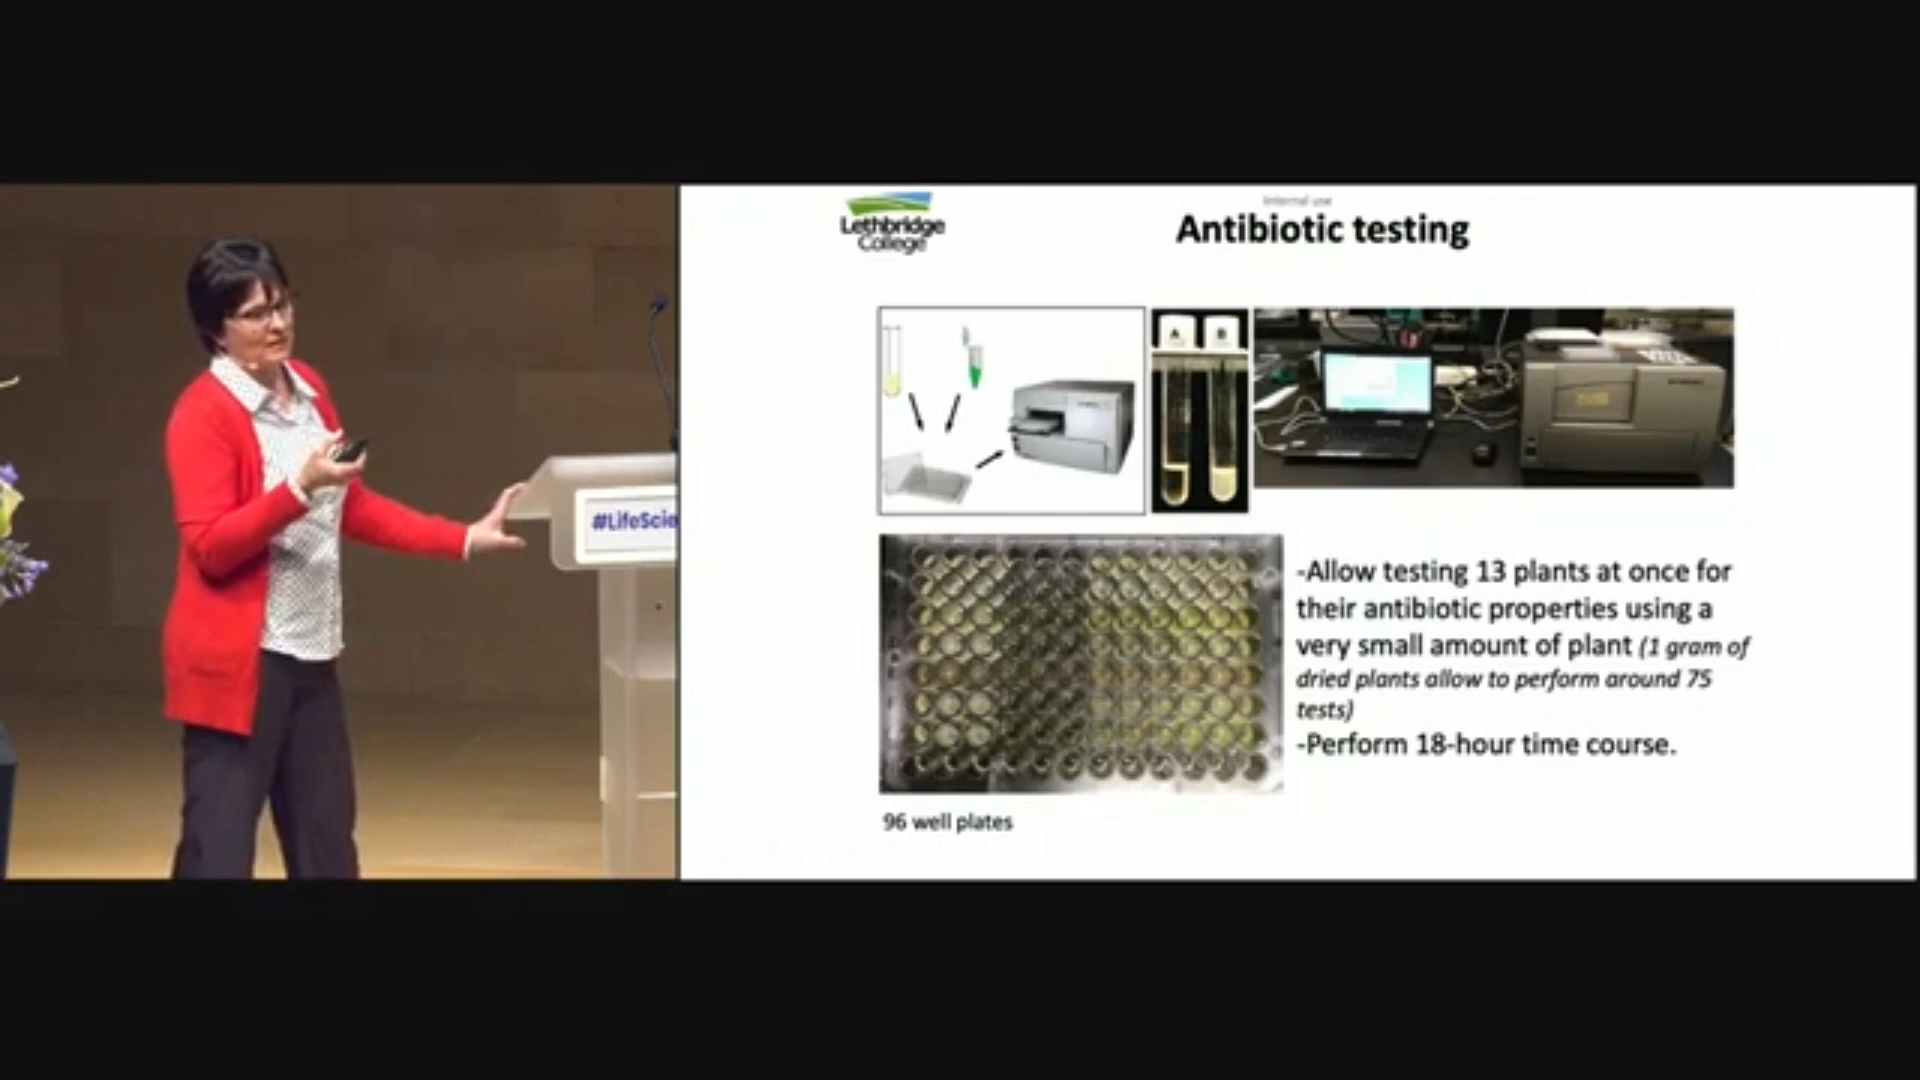 Lethbridge
College
Internal use
Antibiotic testing
A B
#LifeScie
-Allow testing 13 plants at once for
their antibiotic properties using a
very small amount of plant (1 gram of
dried plants allow to perform around 75
tests)
-Perform 18-hour time course.
96 well plates